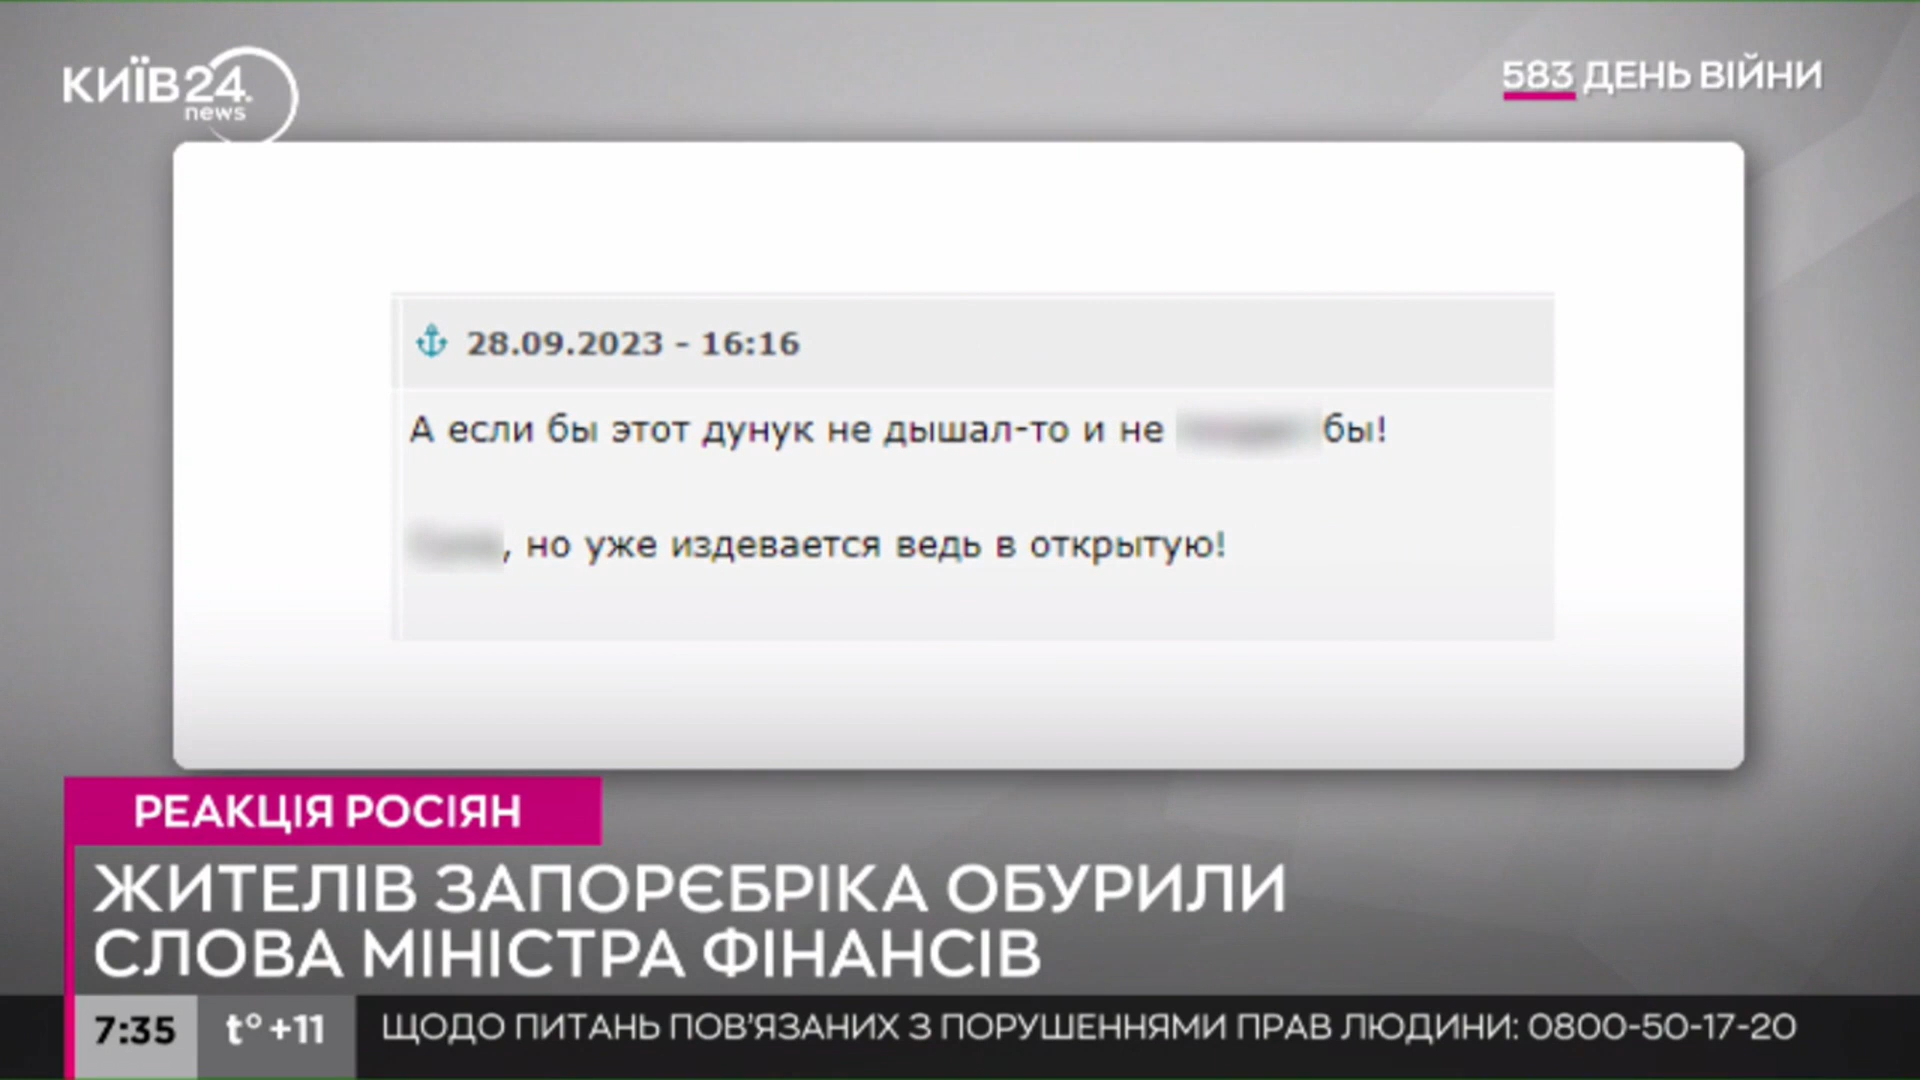 КИЇВ24
news
583 ДЕНЬ ВІЙНИ
28.09.2023 - 16:16
А если бы этот дунук не дышал-то и не бы!
, но уже издевается ведь в открытую!
РЕАКЦІЯ РОСІЯН
ЖИТЕЛІВ ЗАПОРЄБРІКА ОБУРИЛИ
СЛОВА МІНІСТРА ФІНАНСІВ
7:35 t° +11 ЩОДО ПИТАНЬ ПОВ'ЯЗАНИХ З ПОРУШЕННЯМИ ПРАВ ЛЮДИНИ: 0800-50-17-20